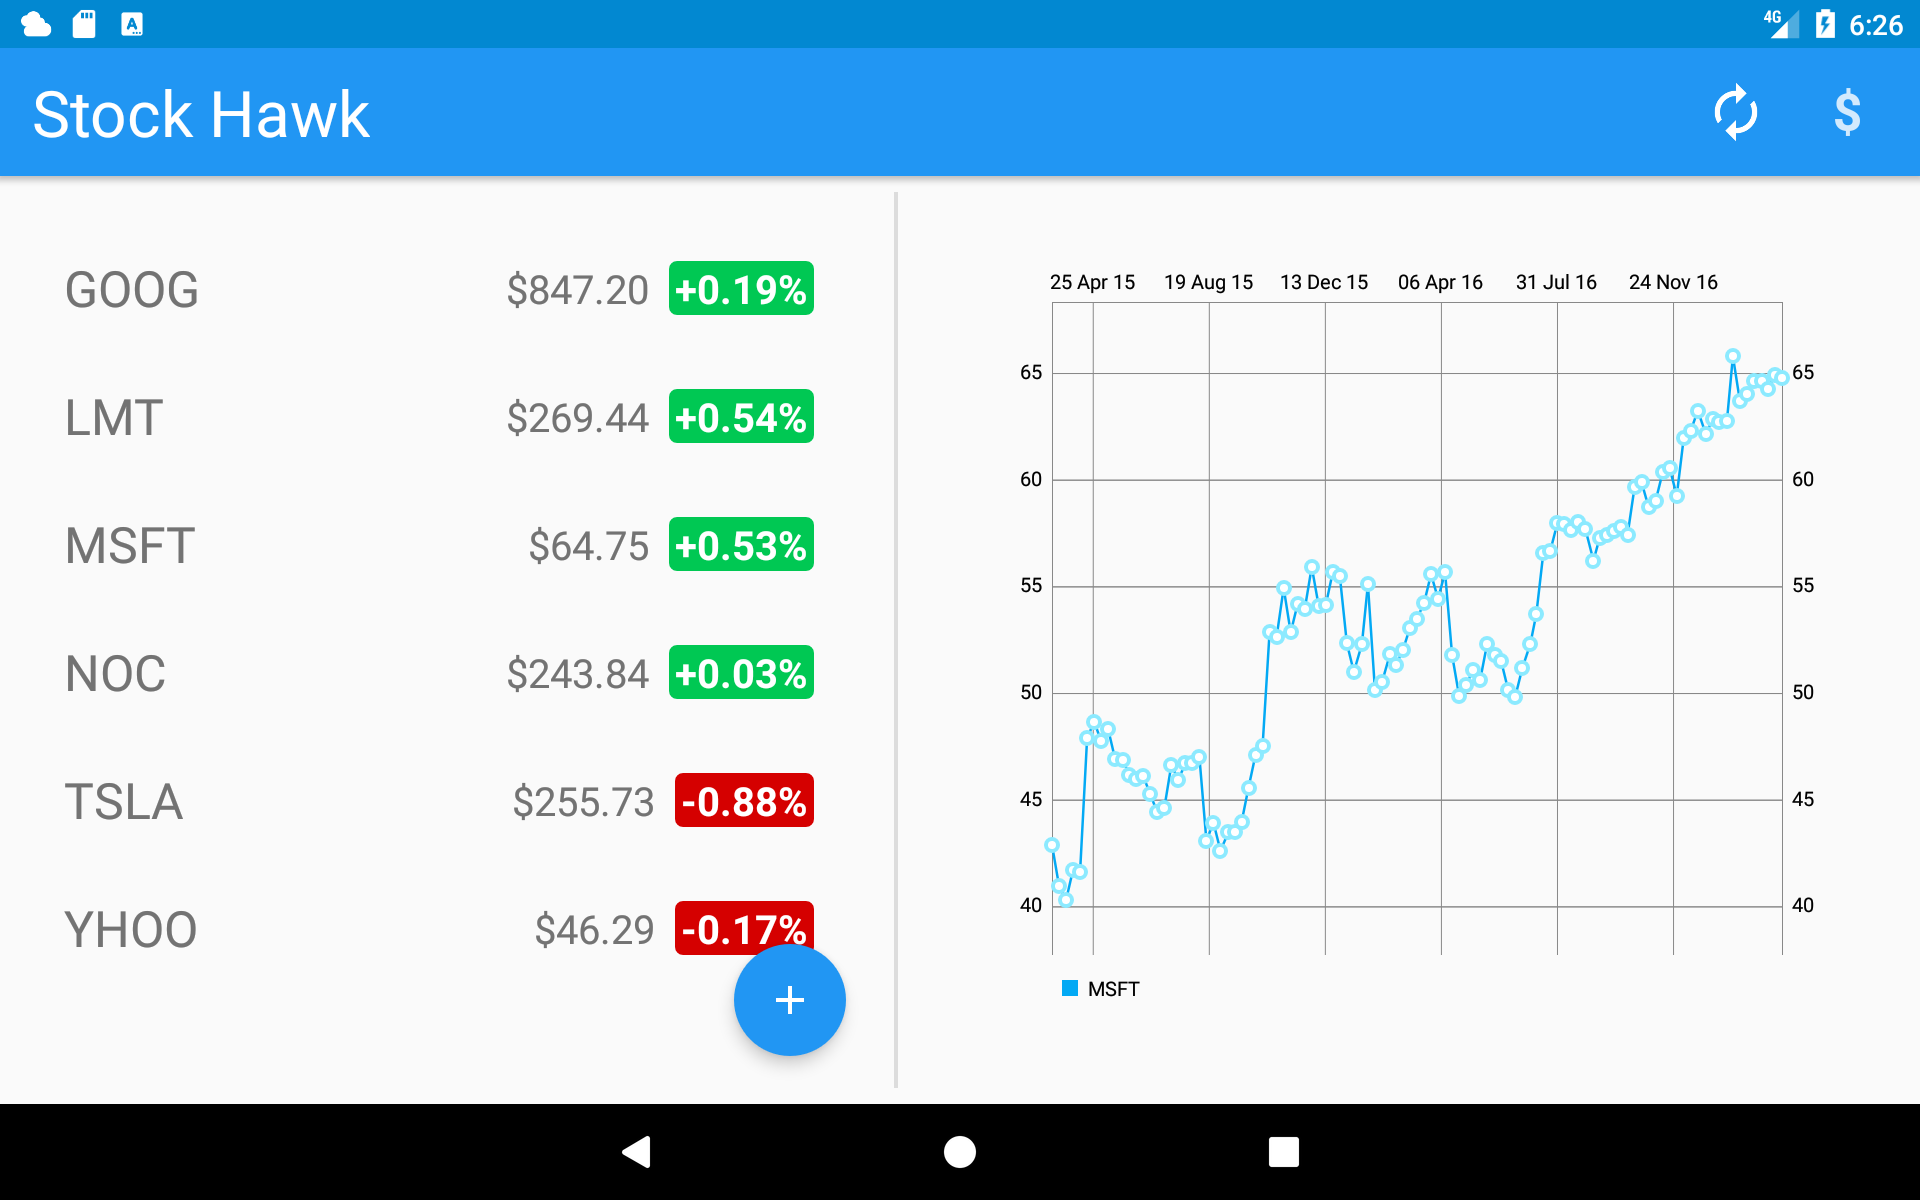 4G 6:26
Stock Hawk $
GOOG $847.20 +0.19%
LMT $269.44 +0.54%
MSFT $64.75 +0.53%
NOC $243.84 +0.03%
TSLA $255.73 -0.88%
YHOO $46.29 -0.17%
+
25 Apr 15 19 Aug 15 13 Dec 15 06 Apr 16 31 Jul 16 24 Nov 16
65 65
60 60
55 55
50 50
45 45
40 40
MSFT